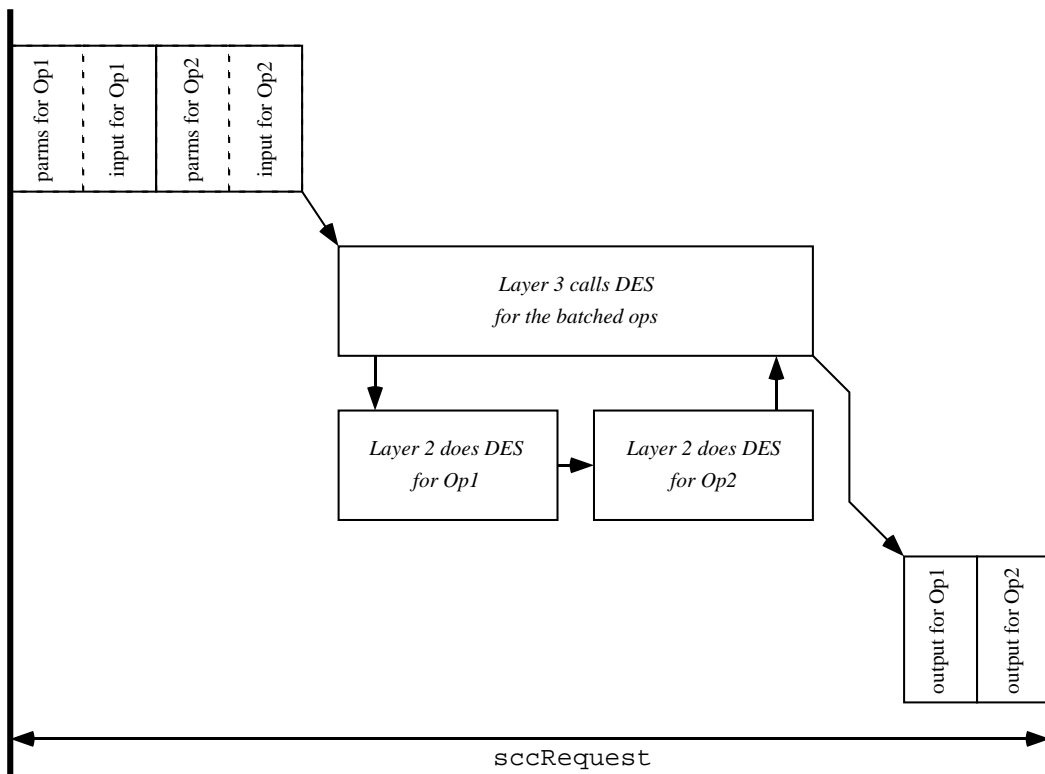 parms for Op1
input for Op1
parms for Op2
input for Op2
Layer 3 calls DES
for the batched ops
Layer 2 does DES
for Op1
Layer 2 does DES
for Op2
output for Op1
output for Op2
sccRequest